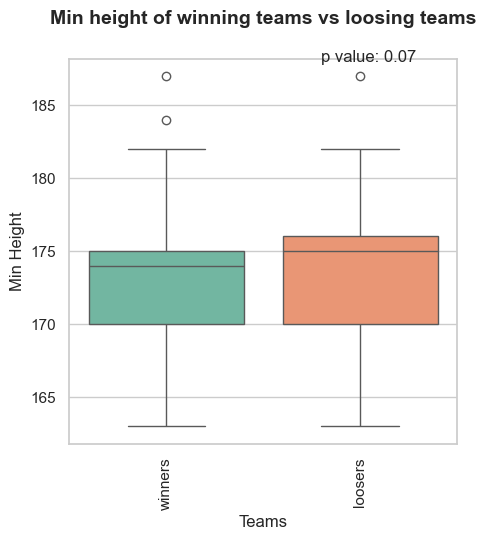 Min height of winning teams vs loosing teams
p value: 0.07
185
180
175
170
165
Min Height
winners
loosers
Teams